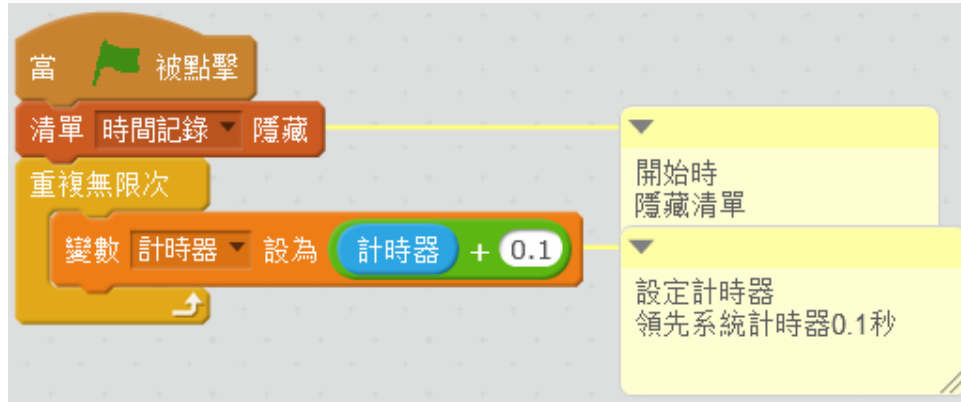 當 被點擊
清單 時間記錄 隱藏
重複無限次
變數 計時器 設為 計時器 + 0.1
開始時
隱藏清單
設定計時器
領先系統計時器0.1秒